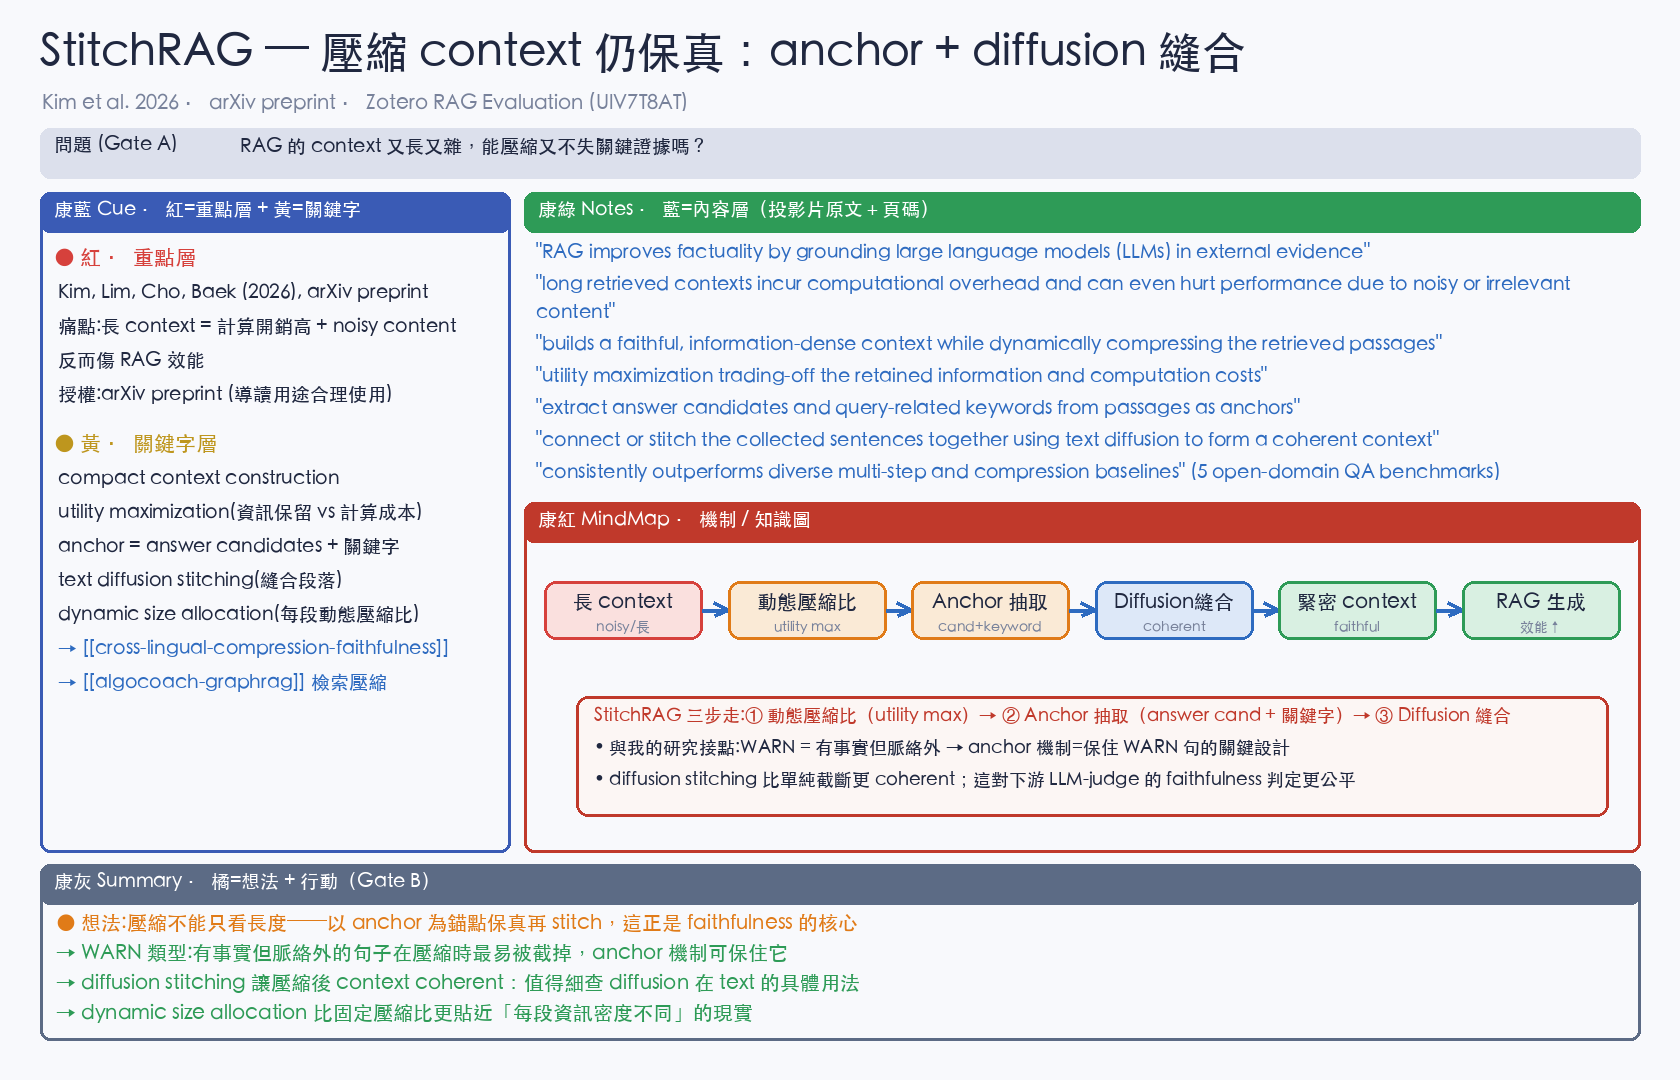 StitchRAG — 壓縮 context 仍保真：anchor + diffusion 縫合
Kim et al. 2026 · arXiv preprint · Zotero RAG Evaluation (UIV7T8AT)
問題 (Gate A) RAG 的 context 又長又雜，能壓縮又不失關鍵證據嗎？
康藍 Cue · 紅=重點層 + 黃=關鍵字
● 紅 · 重點層
Kim, Lim, Cho, Baek (2026), arXiv preprint
痛點:長 context = 計算開銷高 + noisy content
反而傷 RAG 效能
授權:arXiv preprint (導讀用途合理使用)
● 黃 · 關鍵字層
compact context construction
utility maximization(資訊保留 vs 計算成本)
anchor = answer candidates + 關鍵字
text diffusion stitching(縫合段落)
dynamic size allocation(每段動態壓縮比)
→ [[cross-lingual-compression-faithfulness]]
→ [[algocoach-graphrag]] 檢索壓縮
康綠 Notes · 藍=內容層（投影片原文 + 頁碼）
"RAG improves factuality by grounding large language models (LLMs) in external evidence"
"long retrieved contexts incur computational overhead and can even hurt performance due to noisy or irrelevant
content"
"builds a faithful, information-dense context while dynamically compressing the retrieved passages"
"utility maximization trading-off the retained information and computation costs"
"extract answer candidates and query-related keywords from passages as anchors"
"connect or stitch the collected sentences together using text diffusion to form a coherent context"
"consistently outperforms diverse multi-step and compression baselines" (5 open-domain QA benchmarks)
康紅 MindMap · 機制 / 知識圖
長 context
noisy/長
動態壓縮比
utility max
Anchor 抽取
cand+keyword
Diffusion縫合
coherent
緊密 context
faithful
RAG 生成
效能↑
StitchRAG 三步走:① 動態壓縮比（utility max）→ ② Anchor 抽取（answer cand + 關鍵字）→ ③ Diffusion 縫合
• 與我的研究接點:WARN = 有事實但脈絡外 → anchor 機制=保住 WARN 句的關鍵設計
• diffusion stitching 比單純截斷更 coherent；這對下游 LLM-judge 的 faithfulness 判定更公平
康灰 Summary · 橘=想法 + 行動（Gate B）
● 想法:壓縮不能只看長度——以 anchor 為錨點保真再 stitch，這正是 faithfulness 的核心
→ WARN 類型:有事實但脈絡外的句子在壓縮時最易被截掉，anchor 機制可保住它
→ diffusion stitching 讓壓縮後 context coherent：值得細查 diffusion 在 text 的具體用法
→ dynamic size allocation 比固定壓縮比更貼近「每段資訊密度不同」的現實